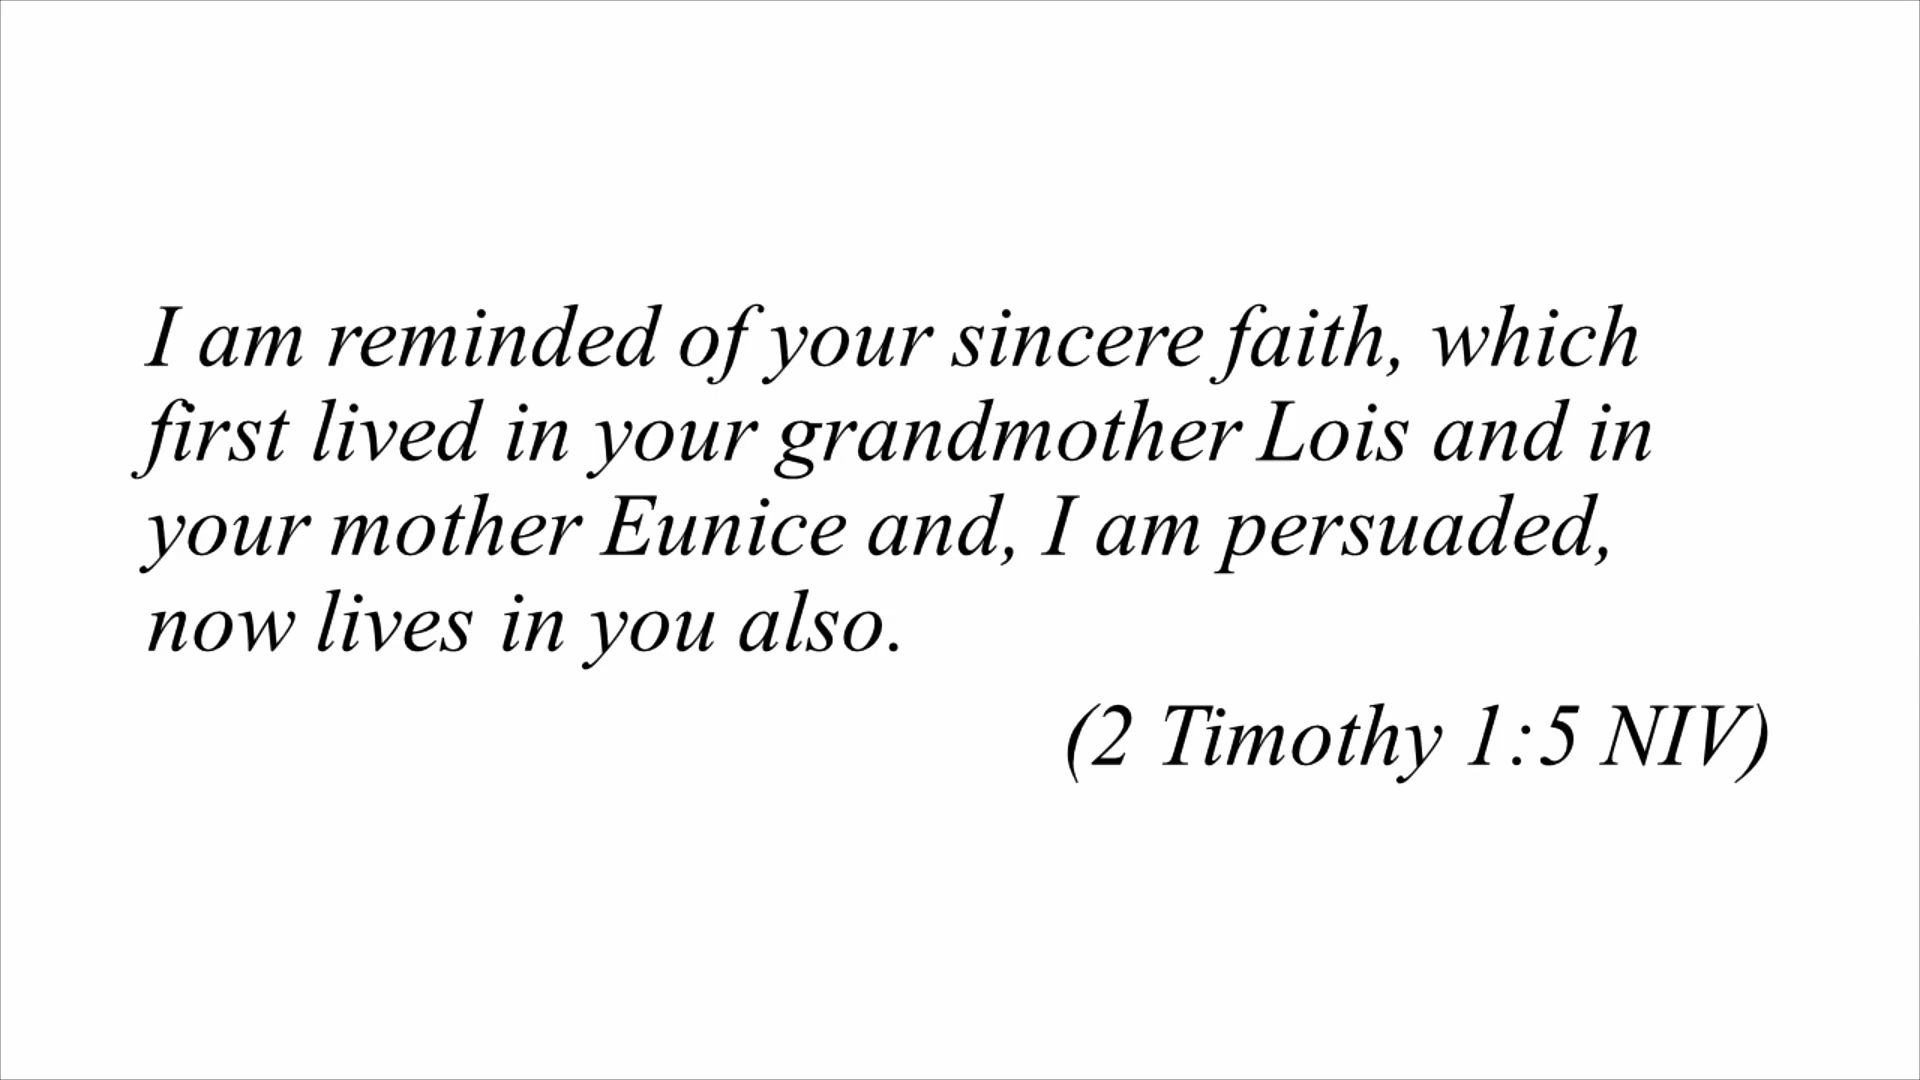 I am reminded of your sincere faith, which
first lived in your grandmother Lois and in
your mother Eunice and, I am persuaded,
now lives in you also.
(2 Timothy 1:5 NIV)